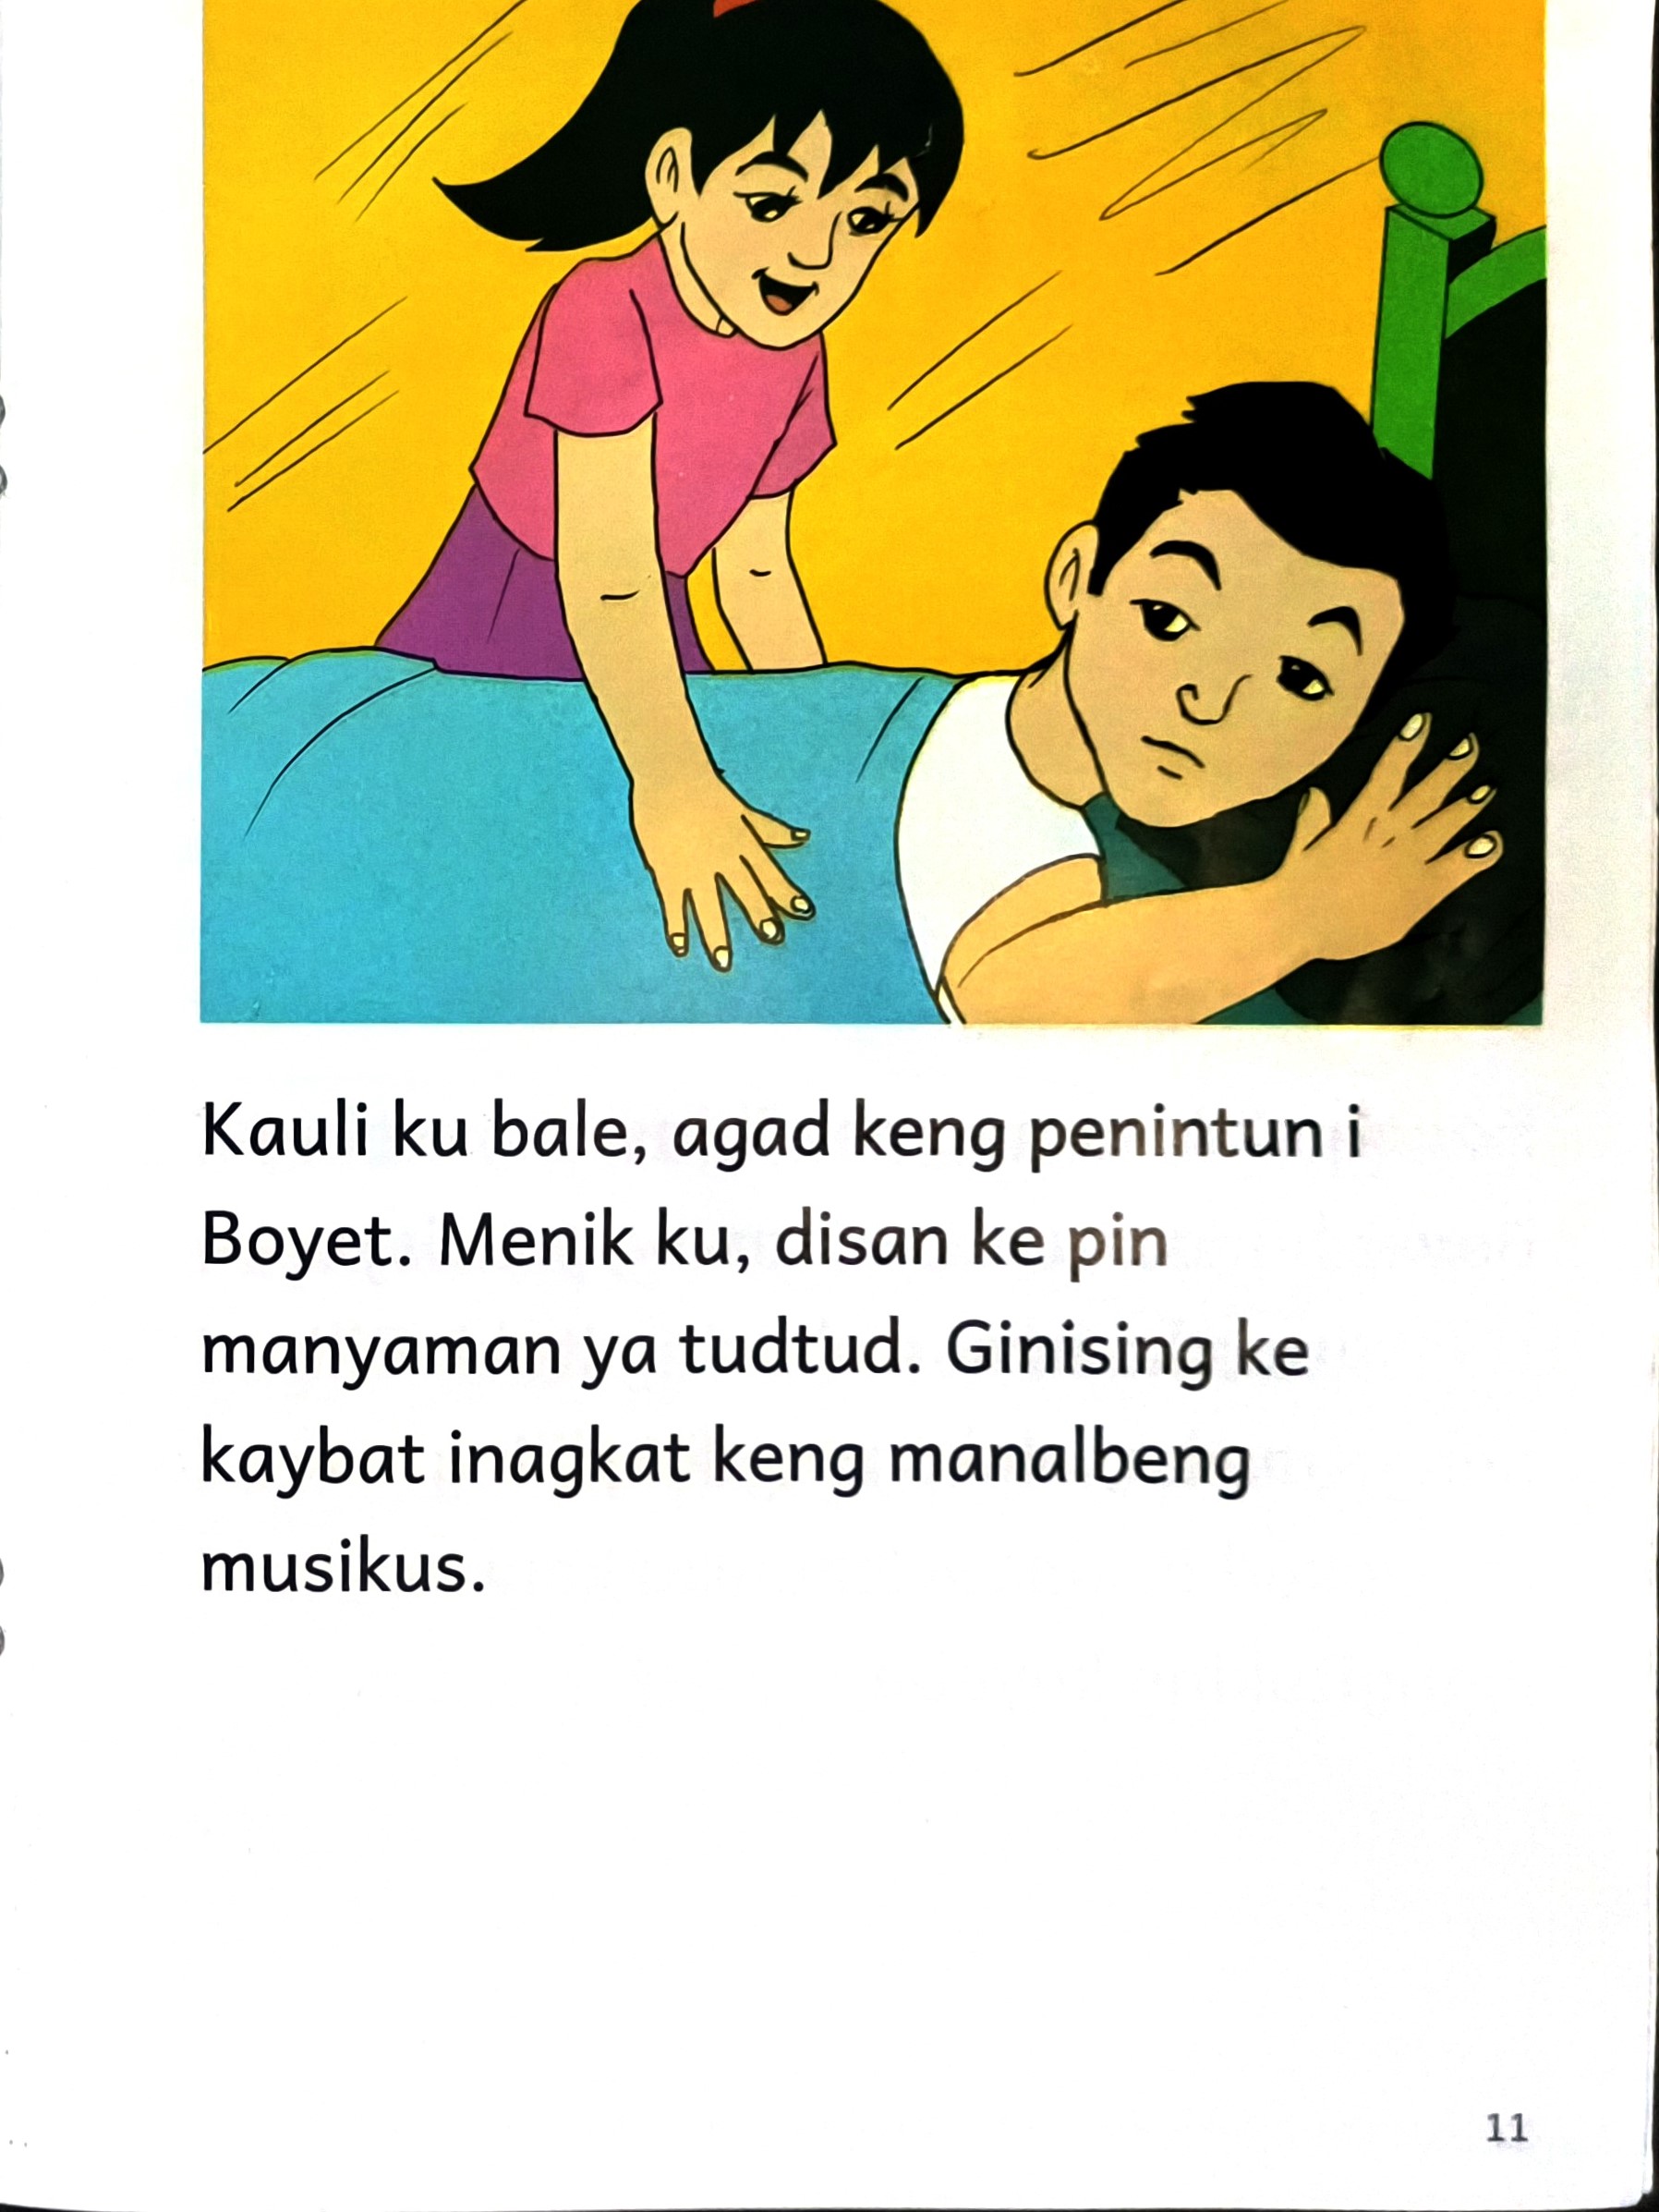 Kauli ku bale, agad keng penintun i
Boyet. Menik ku, disan ke pin
manyaman ya tudtud. Ginising ke
kaybat inagkat keng manalbeng
musikus.
11